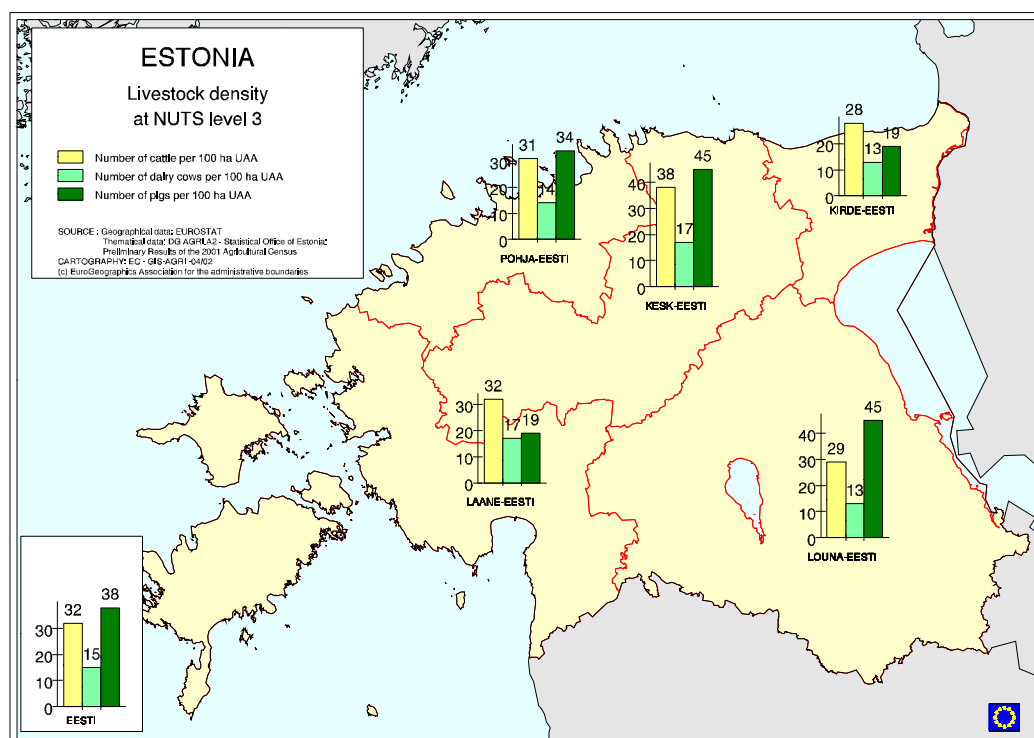 ESTONIA
Livestock density
at NUTS level 3
Number of cattle per 100 ha UAA
Number of dairy cows per 100 ha UAA
Number of pigs per 100 ha UAA
SOURCE : Geographical data: EUROSTAT
Thematical data: DG AGRI.A2 - Statistical Office of Estonia:
Preliminary Results of the 2001 Agricultural Census
CARTOGRAPHY: EC - GIS-AGRI -04/02
(c) EuroGeographics Association for the administrative boundaries
28
19
13
20
10
0
KIRDE-EESTI
34
31
14
30
20
10
0
POHJA-EESTI
45
38
17
40
30
20
10
0
KESK-EESTI
32
17
19
30
20
10
0
LAANE-EESTI
45
29
13
40
30
20
10
0
LOUNA-EESTI
38
32
15
30
20
10
0
EESTI